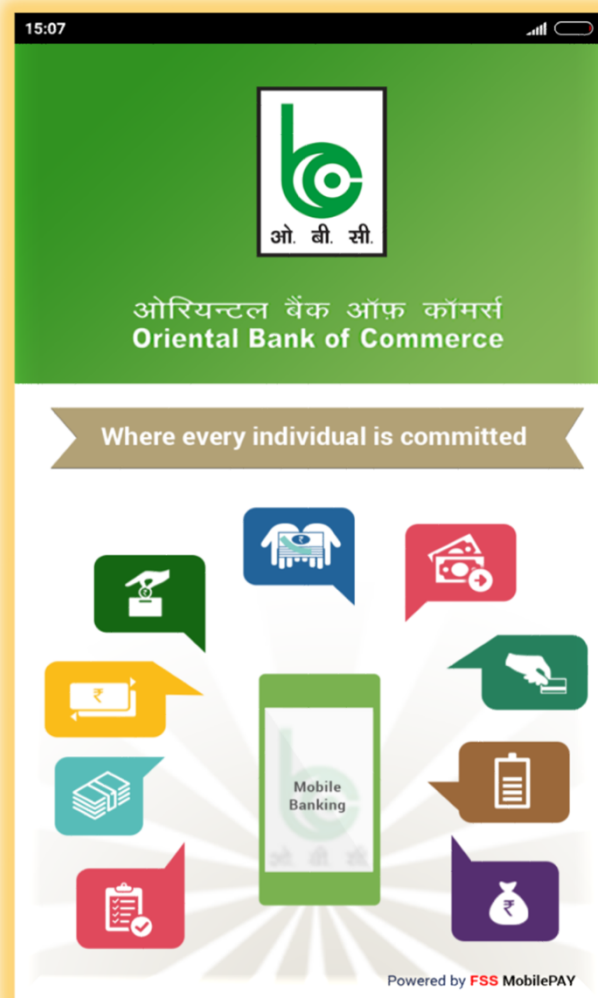 15:07
ओ. बी. सी.
ओरियन्टल बैंक ऑफ़ कॉमर्स
Oriental Bank of Commerce
Where every individual is committed
₹
₹
₹
Mobile
Banking
ओ. बी. सी.
₹
Powered by FSS MobilePAY